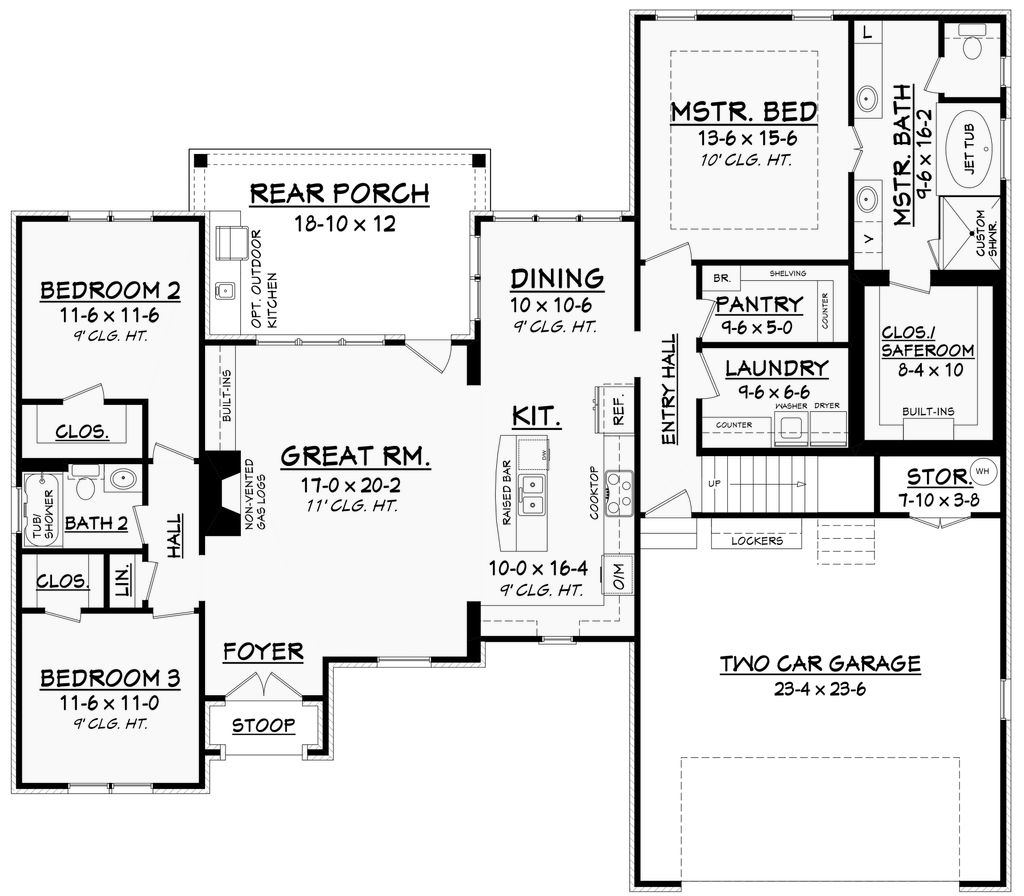 L
MSTR. BED
13-6 x 15-6
10' CLG. HT.
MSTR. BATH
9-6 x 16-2
JET TUB
CUSTOM
SHWR.
V
REAR PORCH
18-10 x 12
OPT. OUTDOOR
KITCHEN
BEDROOM 2
11-6 x 11-6
9' CLG. HT.
DINING
10 x 10-6
9' CLG. HT.
BR.
SHELVING
PANTRY
9-6 x 5-0
COUNTER
CLOS./
SAFEROOM
8-4 x 10
BUILT-INS
LAUNDRY
9-6 x 6-6
WASHER
DRYER
COUNTER
ENTRY HALL
BUILT-INS
CLOS.
KIT.
REF.
GREAT RM.
17-0 x 20-2
11' CLG. HT.
NON-VENTED
GAS LOGS
RAISED BAR
DW
COOKTOP
UP
STOR.
7-10 x 3-8
WH
TUB/
SHOWER
BATH 2
HALL
LOCKERS
10-0 x 16-4
9' CLG. HT.
O/M
CLOS.
LIN.
FOYER
BEDROOM 3
11-6 x 11-0
9' CLG. HT.
STOOP
TWO CAR GARAGE
23-4 x 23-6